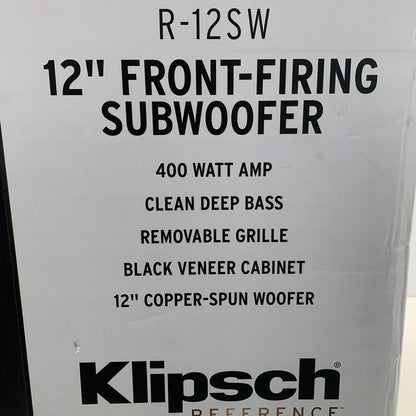 R-12SW
12" FRONT-FIRING
SUBWOOFER
400 WATT AMP
CLEAN DEEP BASS
REMOVABLE GRILLE
BLACK VENEER CABINET
12" COPPER-SPUN WOOFER
Klipsch®
REFERENCE